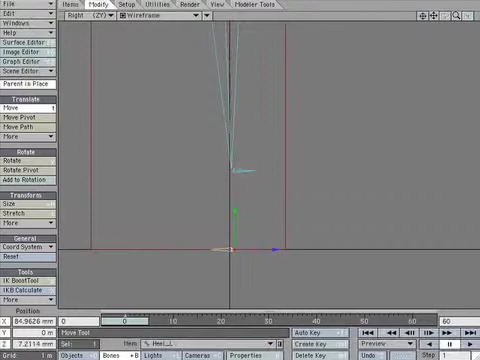 File Items Modify Setup Utilities Render View Modeler Tools
Edit Right (ZY) Wireframe
Windows
Help
Surface Editor
Image Editor
Graph Editor
Scene Editor
Parent in Place
Translate
Move t
Move Pivot
Move Path
More
Rotate
Rotate y
Rotate Pivot
Add to Rotation
Transform
Size
Stretch
More
General
Coord System
Reset
Tools
IK BoostTool
IKB Calculate
More
Position
X 84.9626 mm 0 0 10 20 30 40 50 60 60
Y 0 m Move Tool Auto Key
Z 7.2114 mm Sel: 1 Item Heel_L Create Key Preview
Grid: 1 m Objects Bones +B Lights Cameras Properties Delete Key Undo Step 1